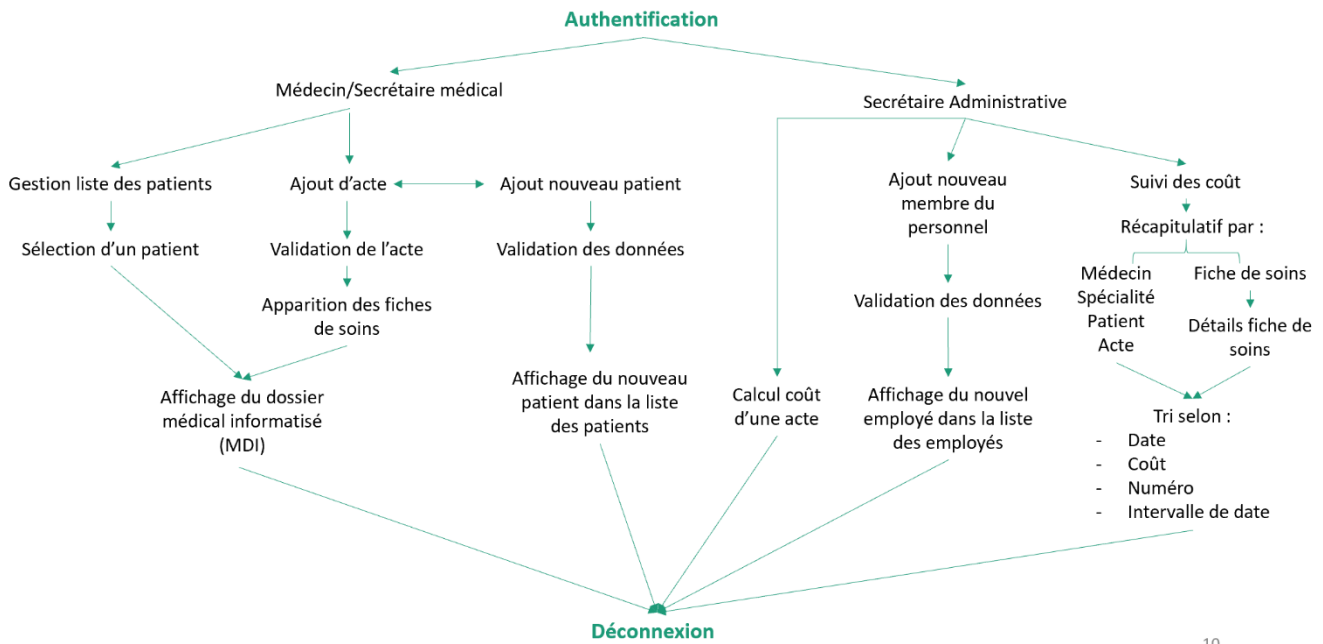 Authentification
Médecin/Secrétaire médical
Secrétaire Administrative
Gestion liste des patients
Ajout d'acte
Ajout nouveau patient
Ajout nouveau
membre du
personnel
Suivi des coût
Sélection d'un patient
Validation de l'acte
Validation des données
Récapitulatif par :
Apparition des fiches
de soins
Validation des données
Médecin
Spécialité
Patient
Acte
Fiche de soins
Détails fiche de
soins
Affichage du dossier
médical informatisé
(MDI)
Affichage du nouveau
patient dans la liste
des patients
Calcul coût
d'une acte
Affichage du nouvel
employé dans la liste
des employés
Tri selon :
- Date
- Coût
- Numéro
- Intervalle de date
Déconnexion
10